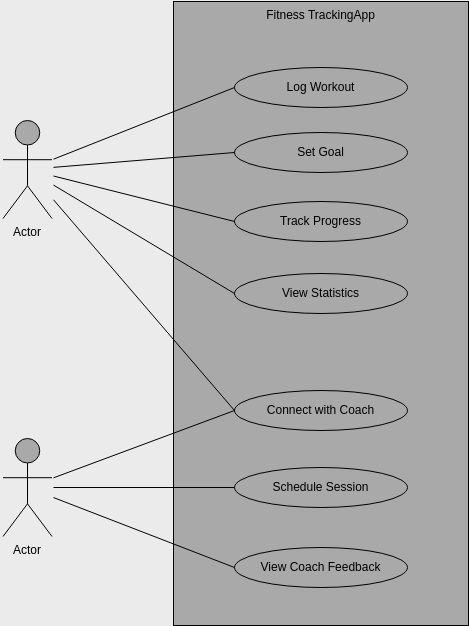 Fitness TrackingApp
Log Workout
Set Goal
Track Progress
Actor
View Statistics
Connect with Coach
Schedule Session
Actor
View Coach Feedback